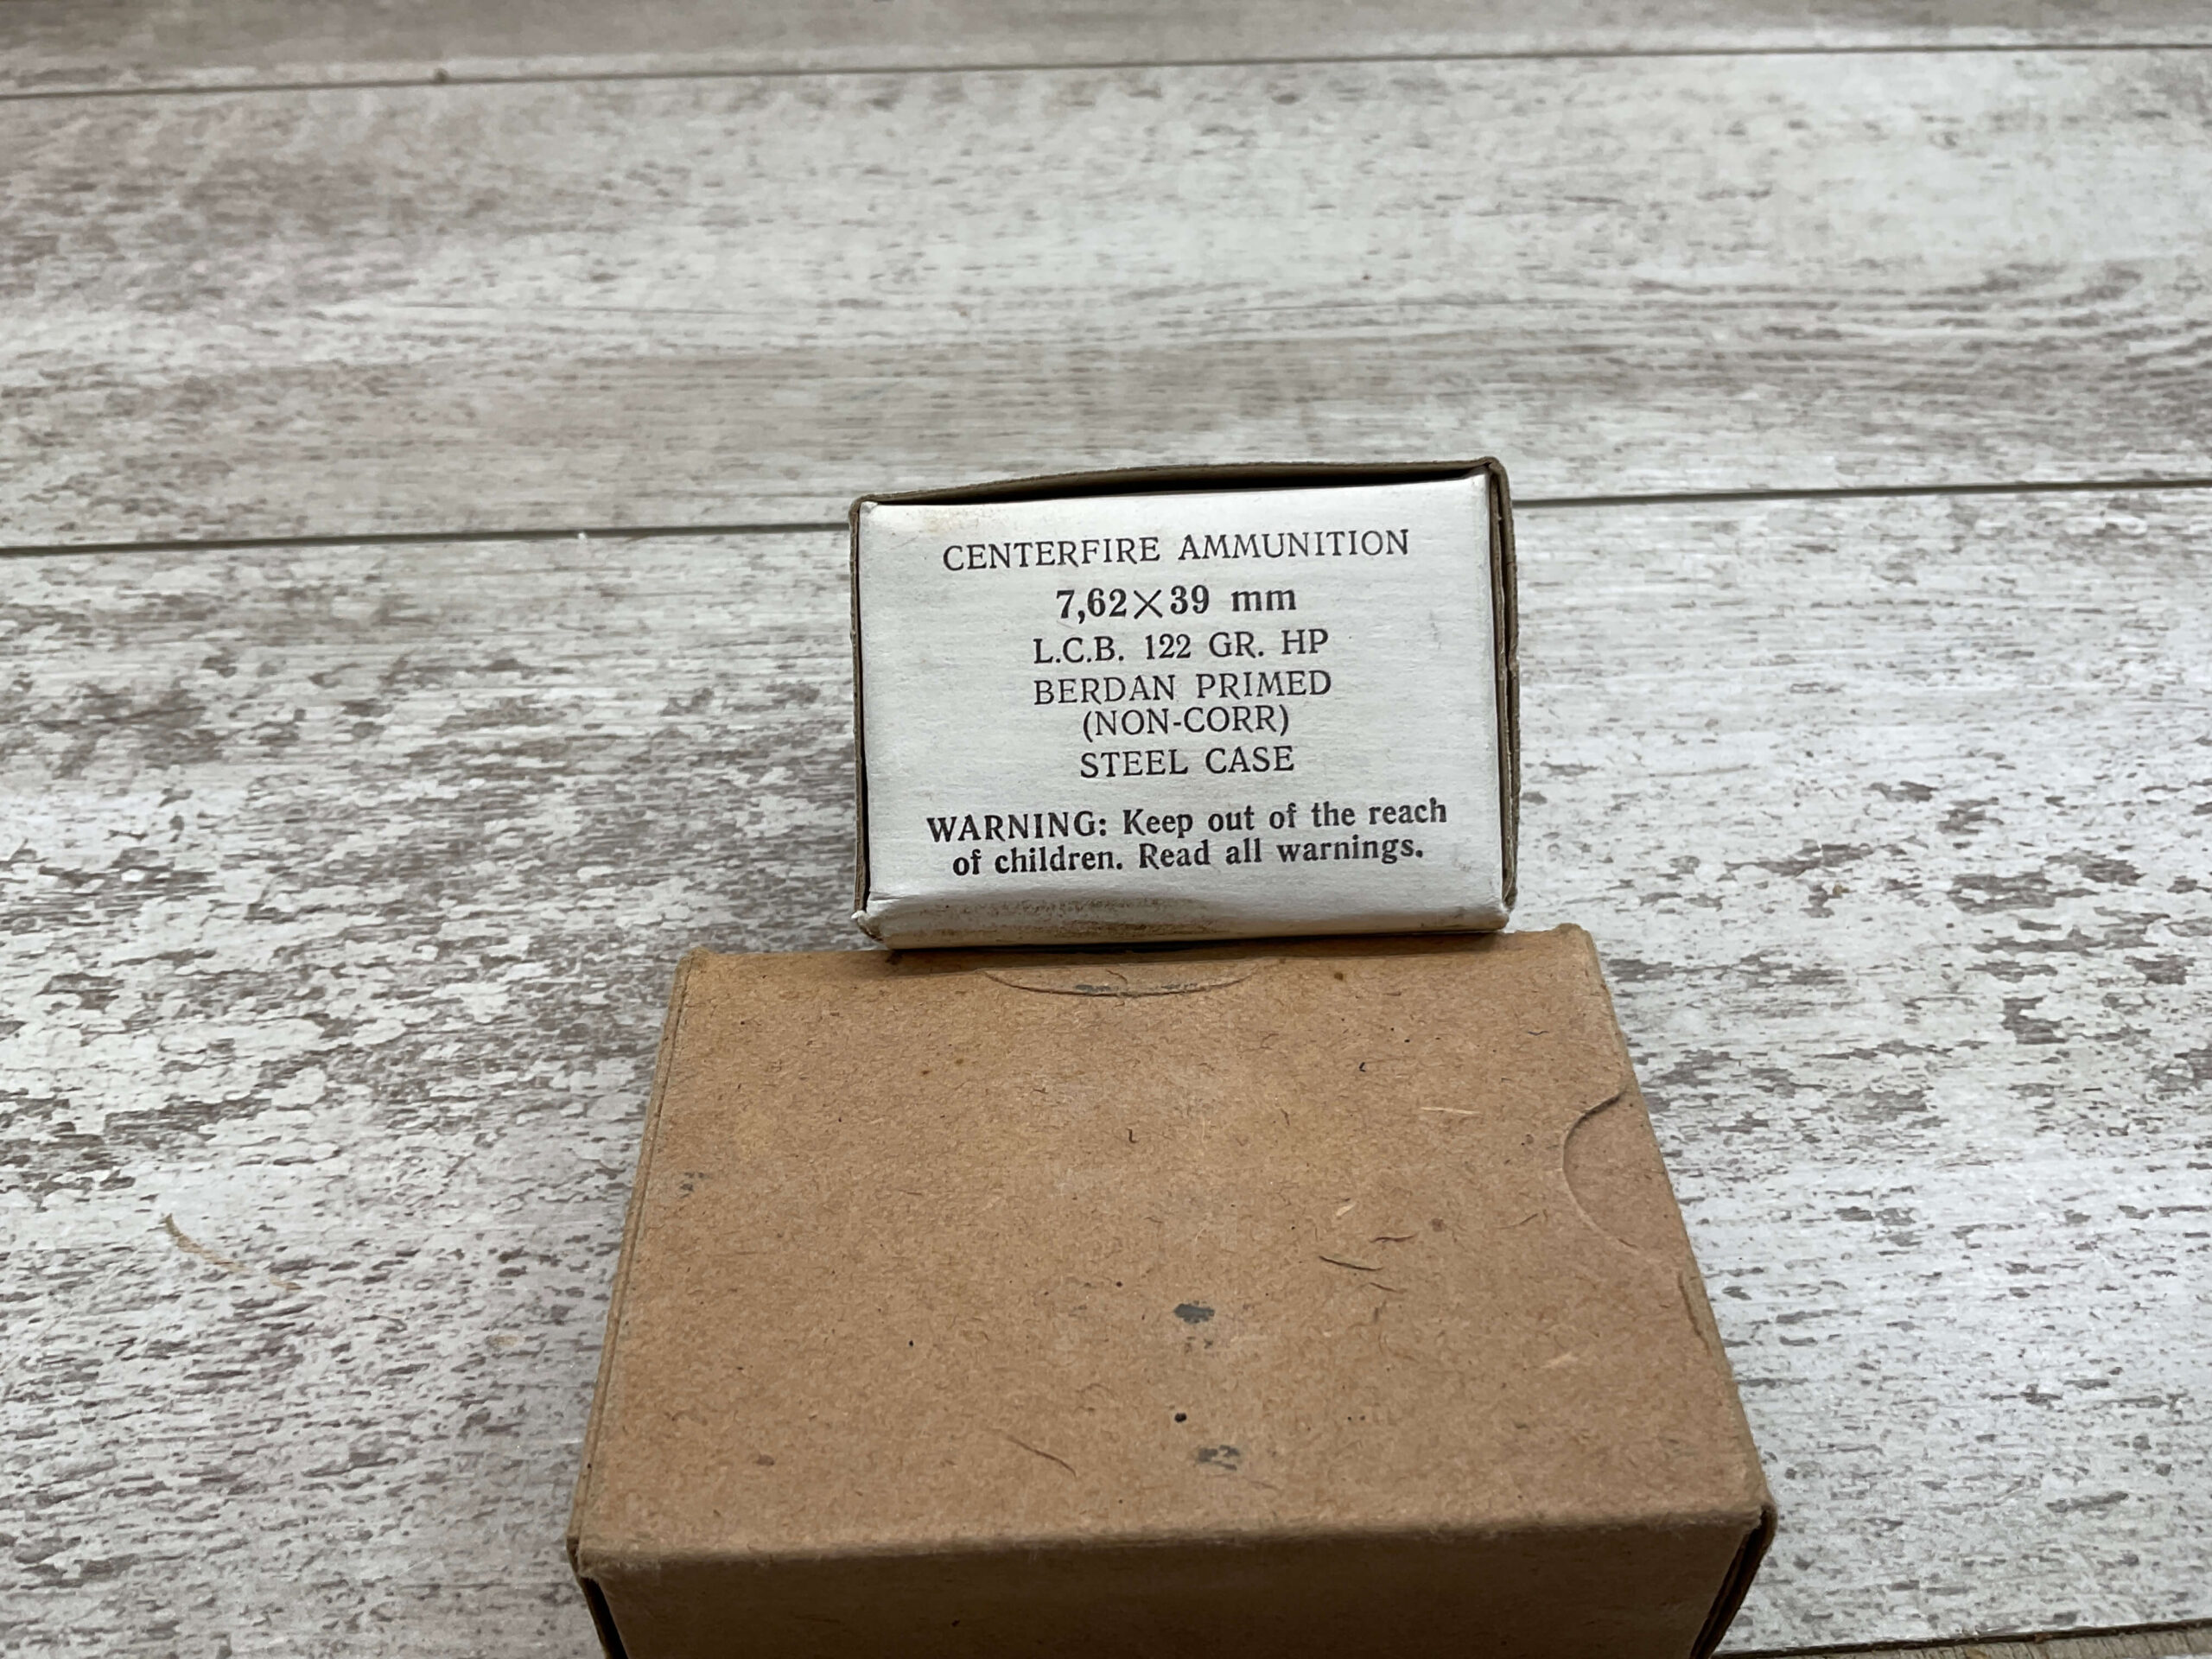 CENTERFIRE AMMUNITION
7,62×39 mm
L.C.B. 122 GR. HP
BERDAN PRIMED
(NON-CORR)
STEEL CASE
WARNING: Keep out of the reach
of children. Read all warnings.